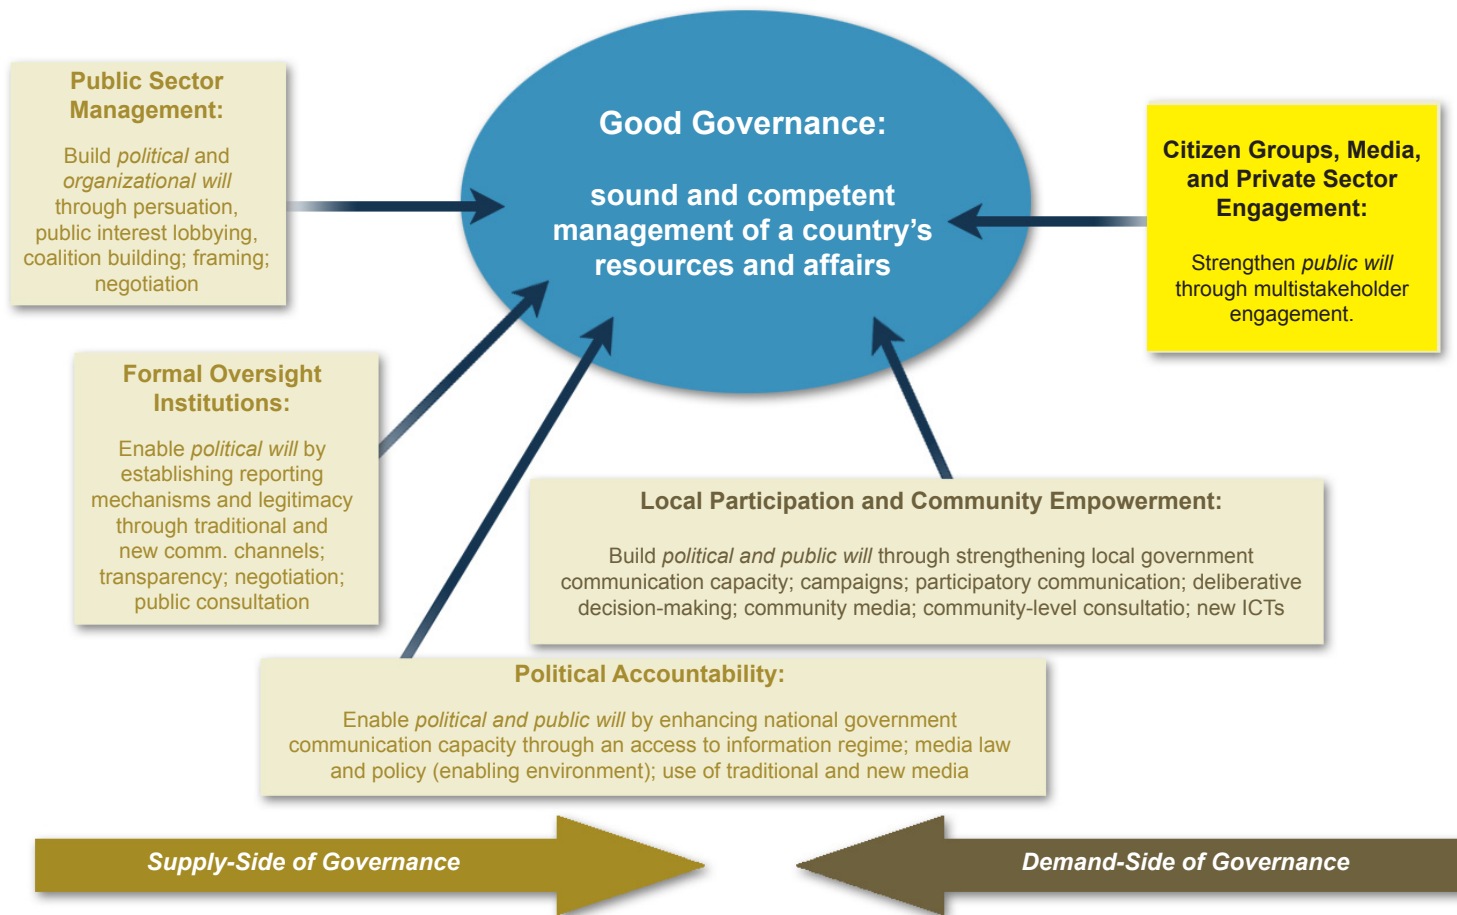 Public Sector
Management:
Build political and
organizational will
through persuation,
public interest lobbying,
coalition building; framing;
negotiation
Good Governance:
sound and competent
management of a country's
resources and affairs
Citizen Groups, Media,
and Private Sector
Engagement:
Strengthen public will
through multistakeholder
engagement.
Formal Oversight
Institutions:
Enable political will by
establishing reporting
mechanisms and legitimacy
through traditional and
new comm. channels;
transparency; negotiation;
public consultation
Local Participation and Community Empowerment:
Build political and public will through strengthening local government
communication capacity; campaigns; participatory communication; deliberative
decision-making; community media; community-level consultatio; new ICTs
Political Accountability:
Enable political and public will by enhancing national government
communication capacity through an access to information regime; media law
and policy (enabling environment); use of traditional and new media
Supply-Side of Governance
Demand-Side of Governance